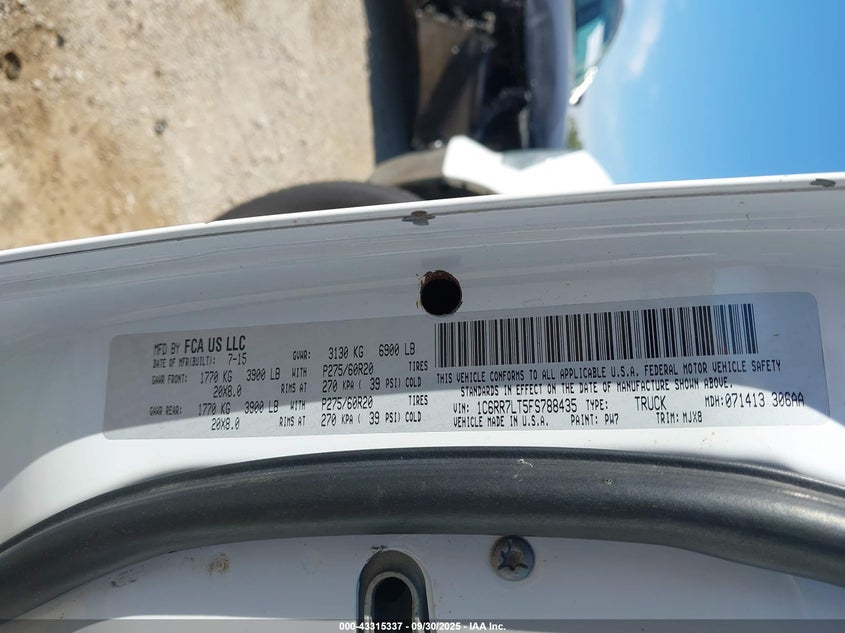 MFD BY FCA US LLC
DATE OF MFR(BUILT): 7-15 GVWR: 3130 KG 6900 LB
GAWR FRONT: 1770 KG 3900 LB WITH P275/60R20 TIRES
20X8.0 RIMS AT 270 KPA ( 39 PSI) COLD
GAWR REAR: 1770 KG 3900 LB WITH P275/60R20 TIRES
20X8.0 RIMS AT 270 KPA ( 39 PSI) COLD
THIS VEHICLE CONFORMS TO ALL APPLICABLE U.S.A. FEDERAL MOTOR VEHICLE SAFETY
STANDARDS IN EFFECT ON THE DATE OF MANUFACTURE SHOWN ABOVE.
VIN: 1C6RR7LT5FS788435 TYPE: TRUCK MDH: 071413 306AA
VEHICLE MADE IN U.S.A. PAINT: PW7 TRIM: MJX8
000-43315337 - 09/30/2025 - IAA Inc.